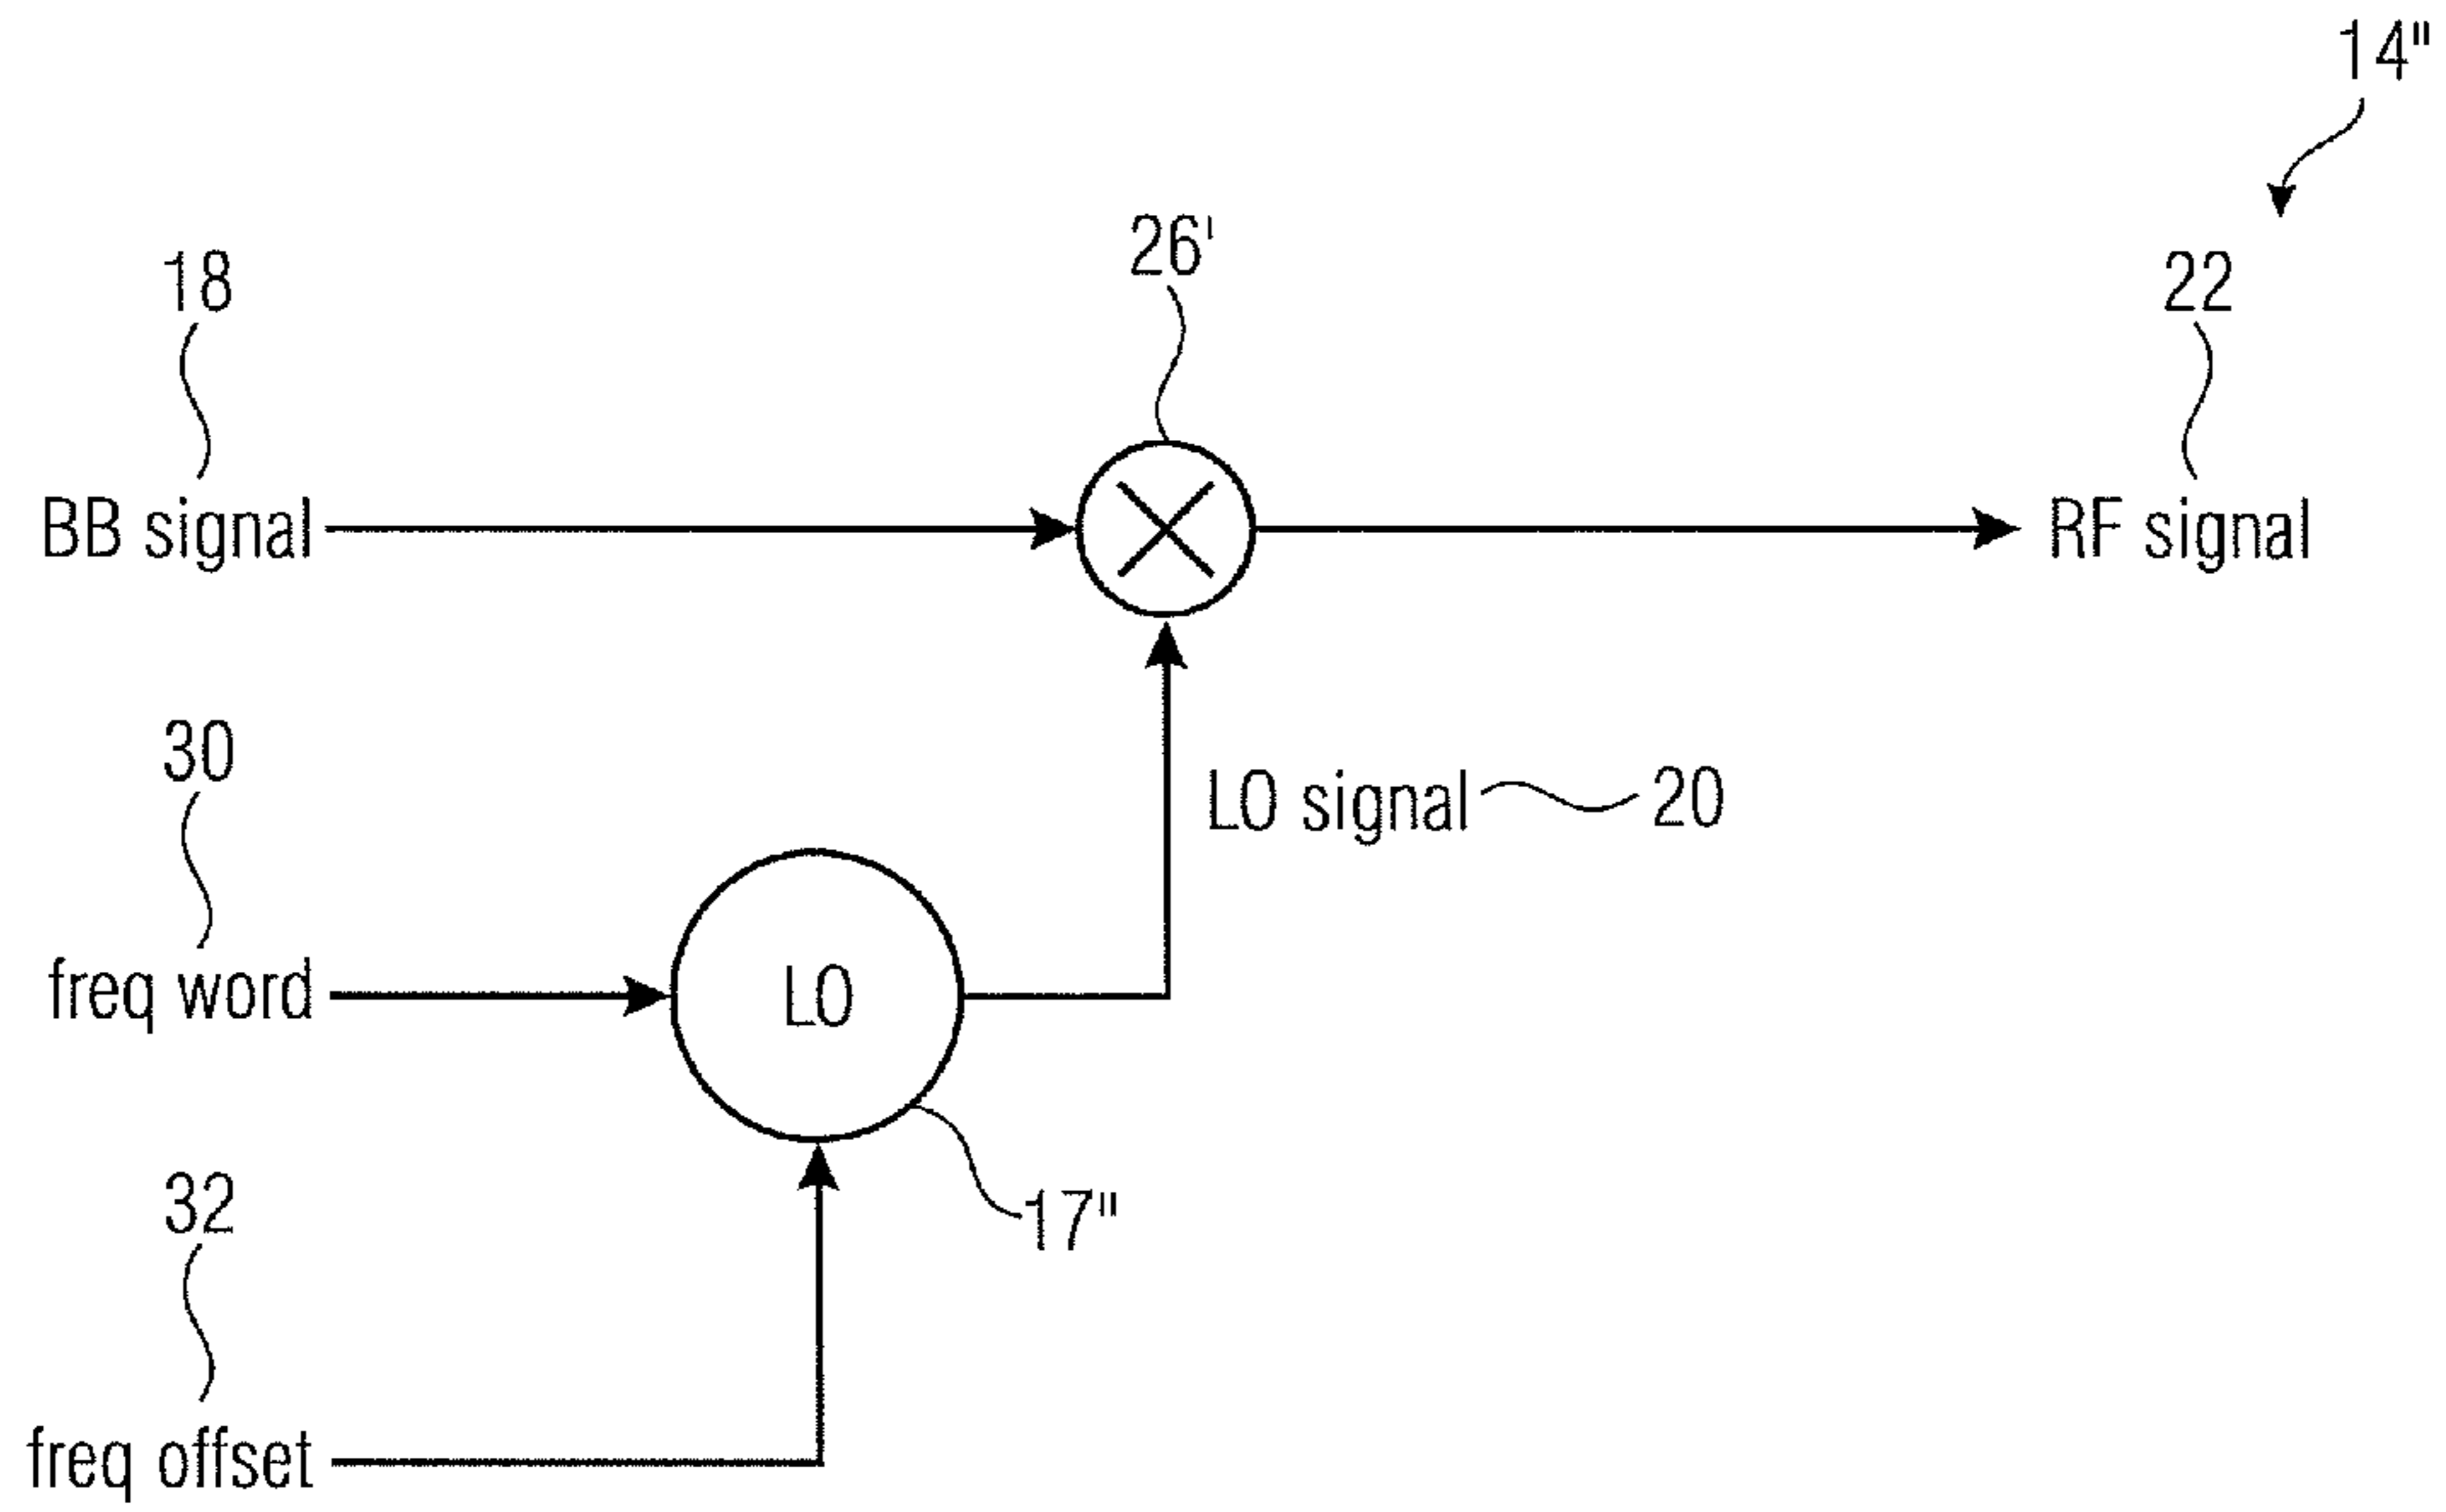 14"
26'
18
22
BB signal
RF signal
30
LO signal
20
freq word
LO
32
17"
freq offset